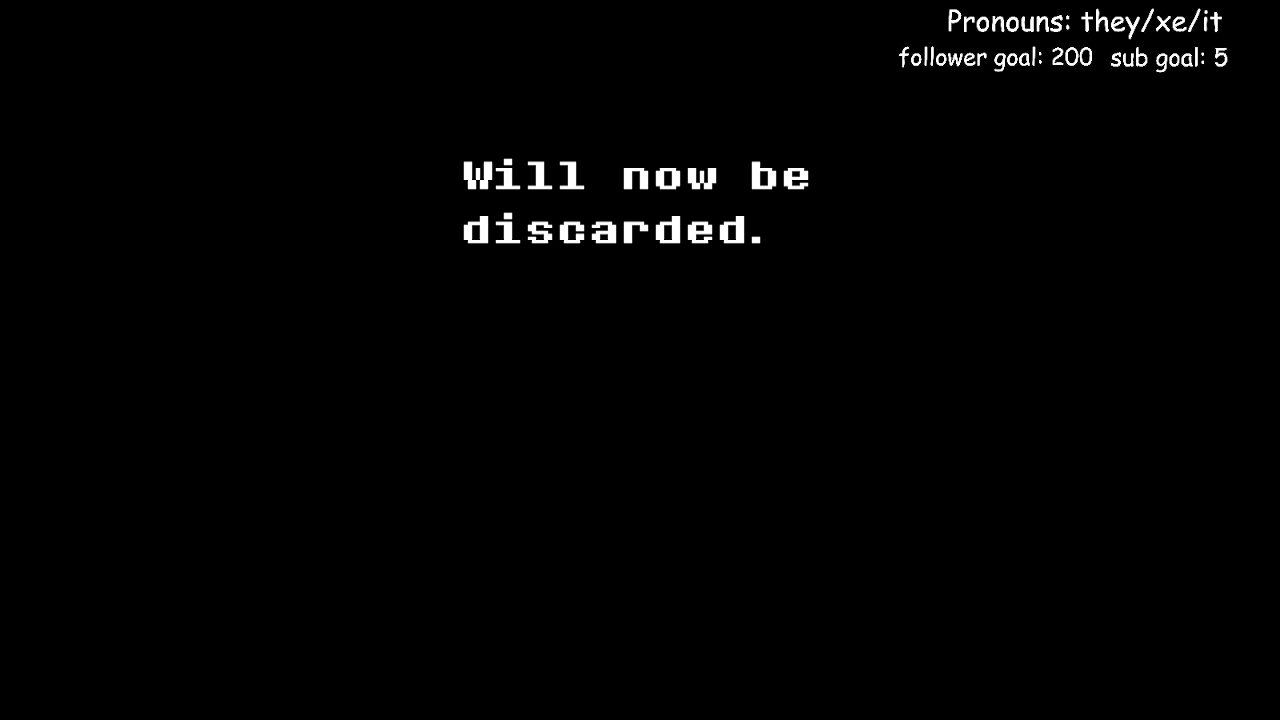 Pronouns: they/xe/it
follower goal: 200 sub goal: 5
Will now be
discarded.